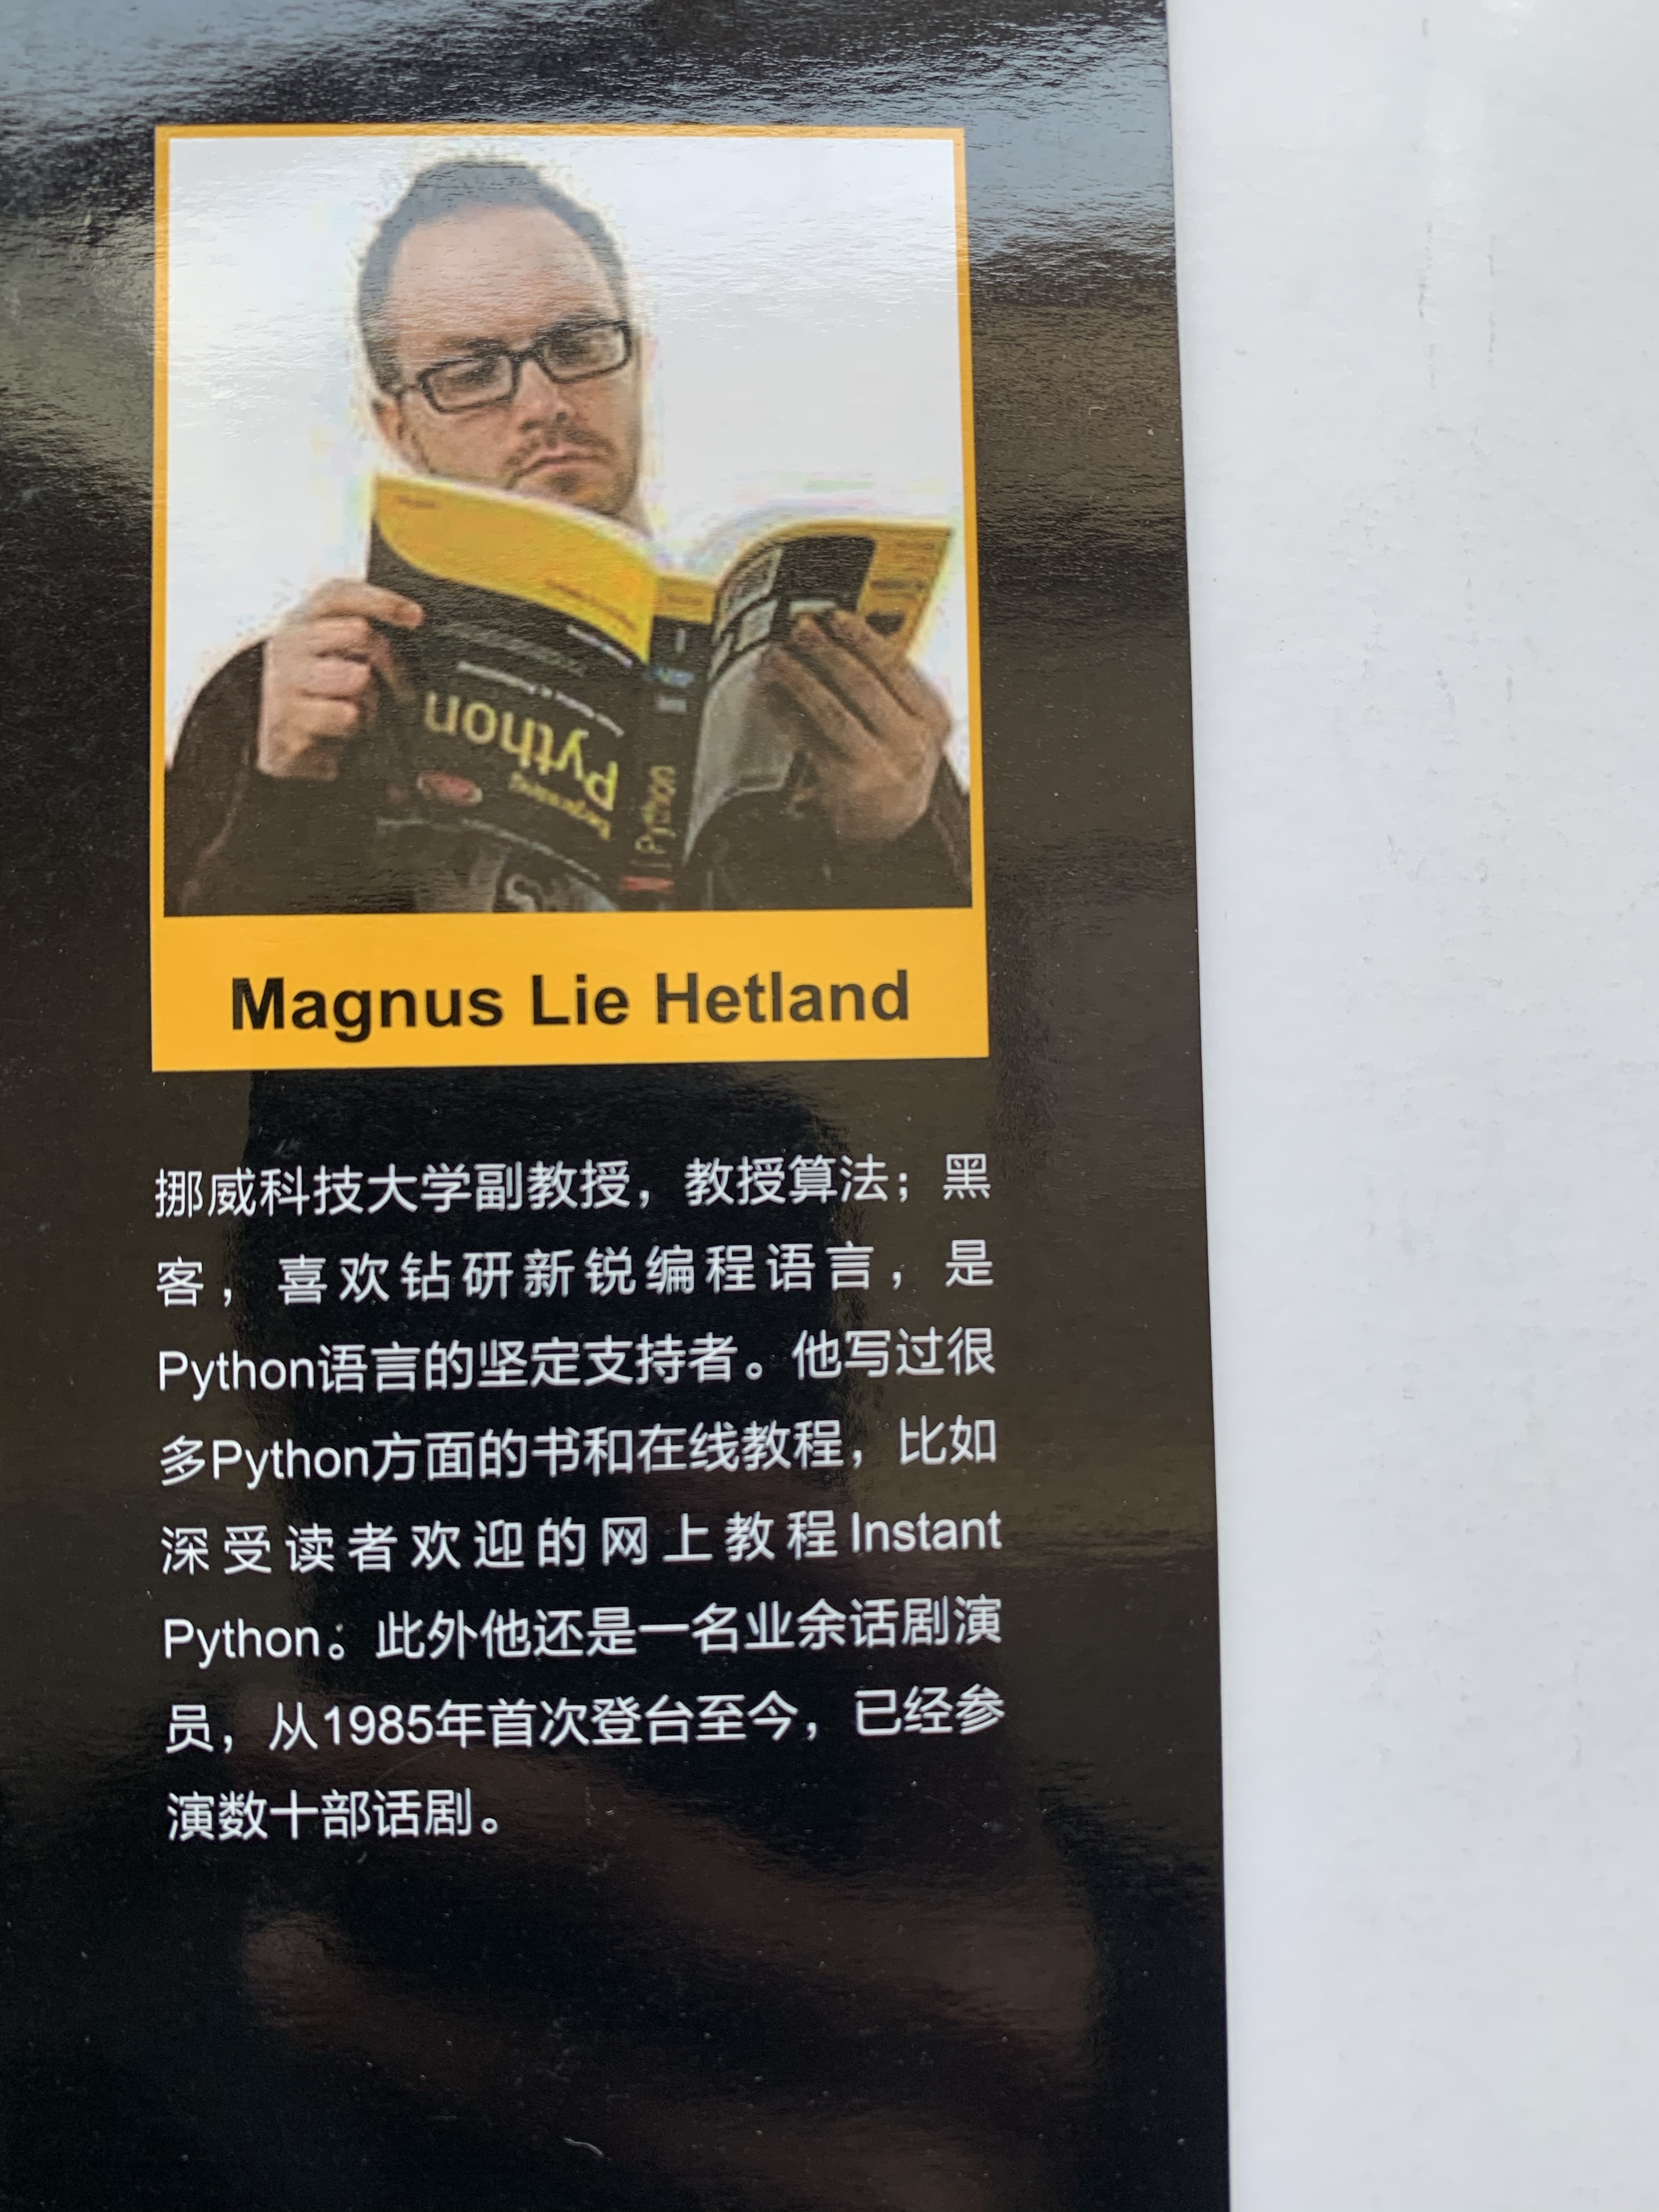 Python
Beginning
Python
Magnus Lie Hetland
挪威科技大学副教授，教授算法；黑
客，喜欢钻研新锐编程语言，是
Python语言的坚定支持者。他写过很
多Python方面的书和在线教程，比如
深受读者欢迎的网上教程Instant
Python。此外他还是一名业余话剧演
员，从1985年首次登台至今，已经参
演数十部话剧。